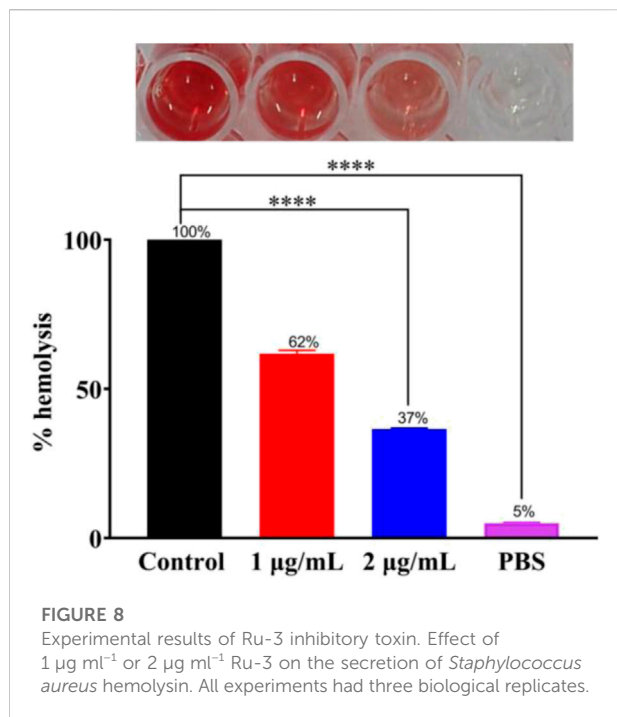 ****
****
100%
100
62%
50
37%
5%
0
% hemolysis
Control 1 µg/mL 2 µg/mL PBS
FIGURE 8
Experimental results of Ru-3 inhibitory toxin. Effect of
1 µg ml⁻¹ or 2 µg ml⁻¹ Ru-3 on the secretion of Staphylococcus
aureus hemolysin. All experiments had three biological replicates.